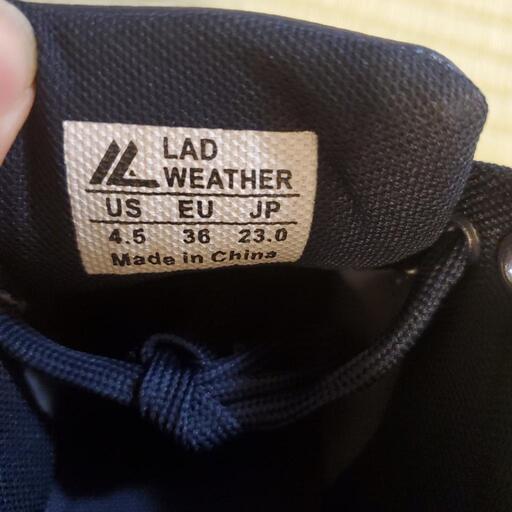 LAD
WEATHER
US EU JP
4.5 36 23.0
Made in China